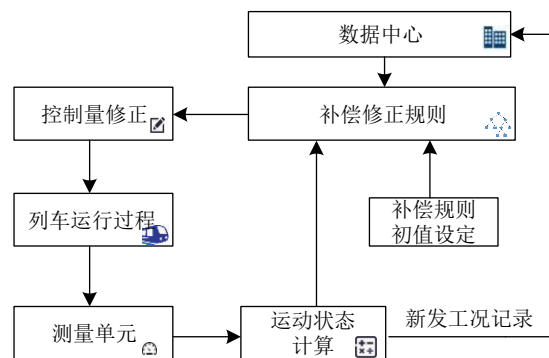 数据中心
控制量修正
补偿修正规则
列车运行过程
补偿规则
初值设定
测量单元
运动状态
计算
新发工况记录